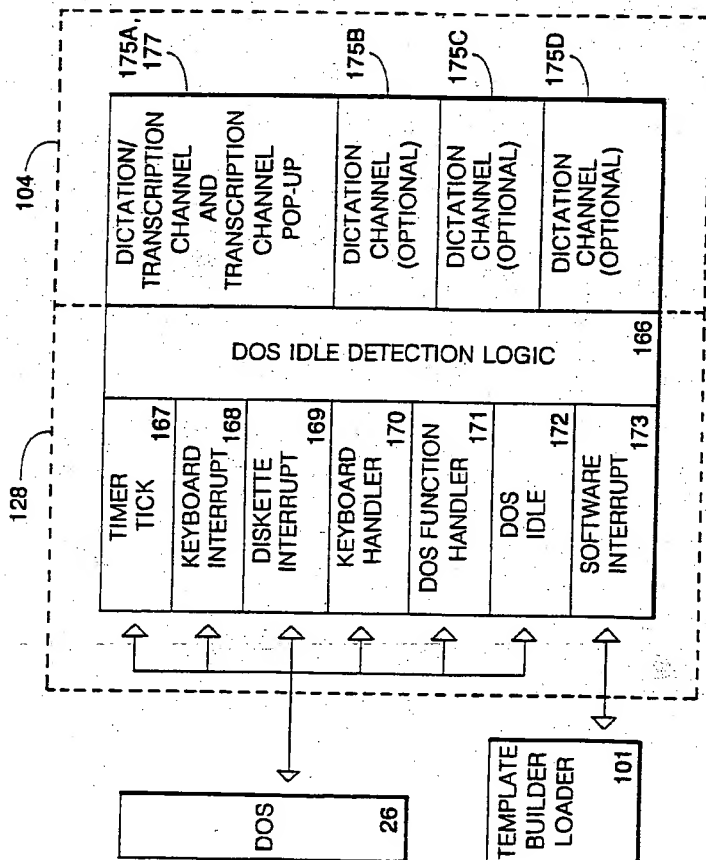 104
128
175A,
177
DICTATION/
TRANSCRIPTION
CHANNEL
AND
TRANSCRIPTION
CHANNEL
POP-UP
175B
DICTATION
CHANNEL
(OPTIONAL)
175C
DICTATION
CHANNEL
(OPTIONAL)
175D
DICTATION
CHANNEL
(OPTIONAL)
DOS IDLE DETECTION LOGIC
166
TIMER
TICK 167
KEYBOARD
INTERRUPT 168
DISKETTE
INTERRUPT 169
KEYBOARD
HANDLER 170
DOS FUNCTION
HANDLER 171
DOS
IDLE 172
SOFTWARE
INTERRUPT 173
DOS
26
TEMPLATE
BUILDER
LOADER
101